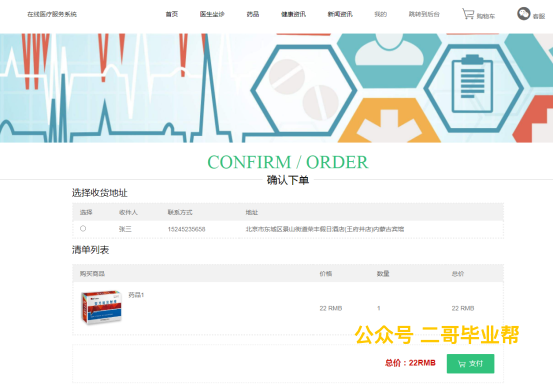 在线医疗服务系统 首页 医生坐诊 药品 健康资讯 新闻资讯 我的 跳转到后台 购物车 客服
CONFIRM / ORDER
确认下单
选择收货地址
选择 收件人 联系方式 地址
张三 15245235656 北京市东城区景山街道荣丰假日酒店(王府井店)内蒙古宾馆
清单列表
购买商品 价格 数量 总价
药品1
22 RMB 1 22 RMB
公众号 二哥毕业帮
总价：22RMB 支付